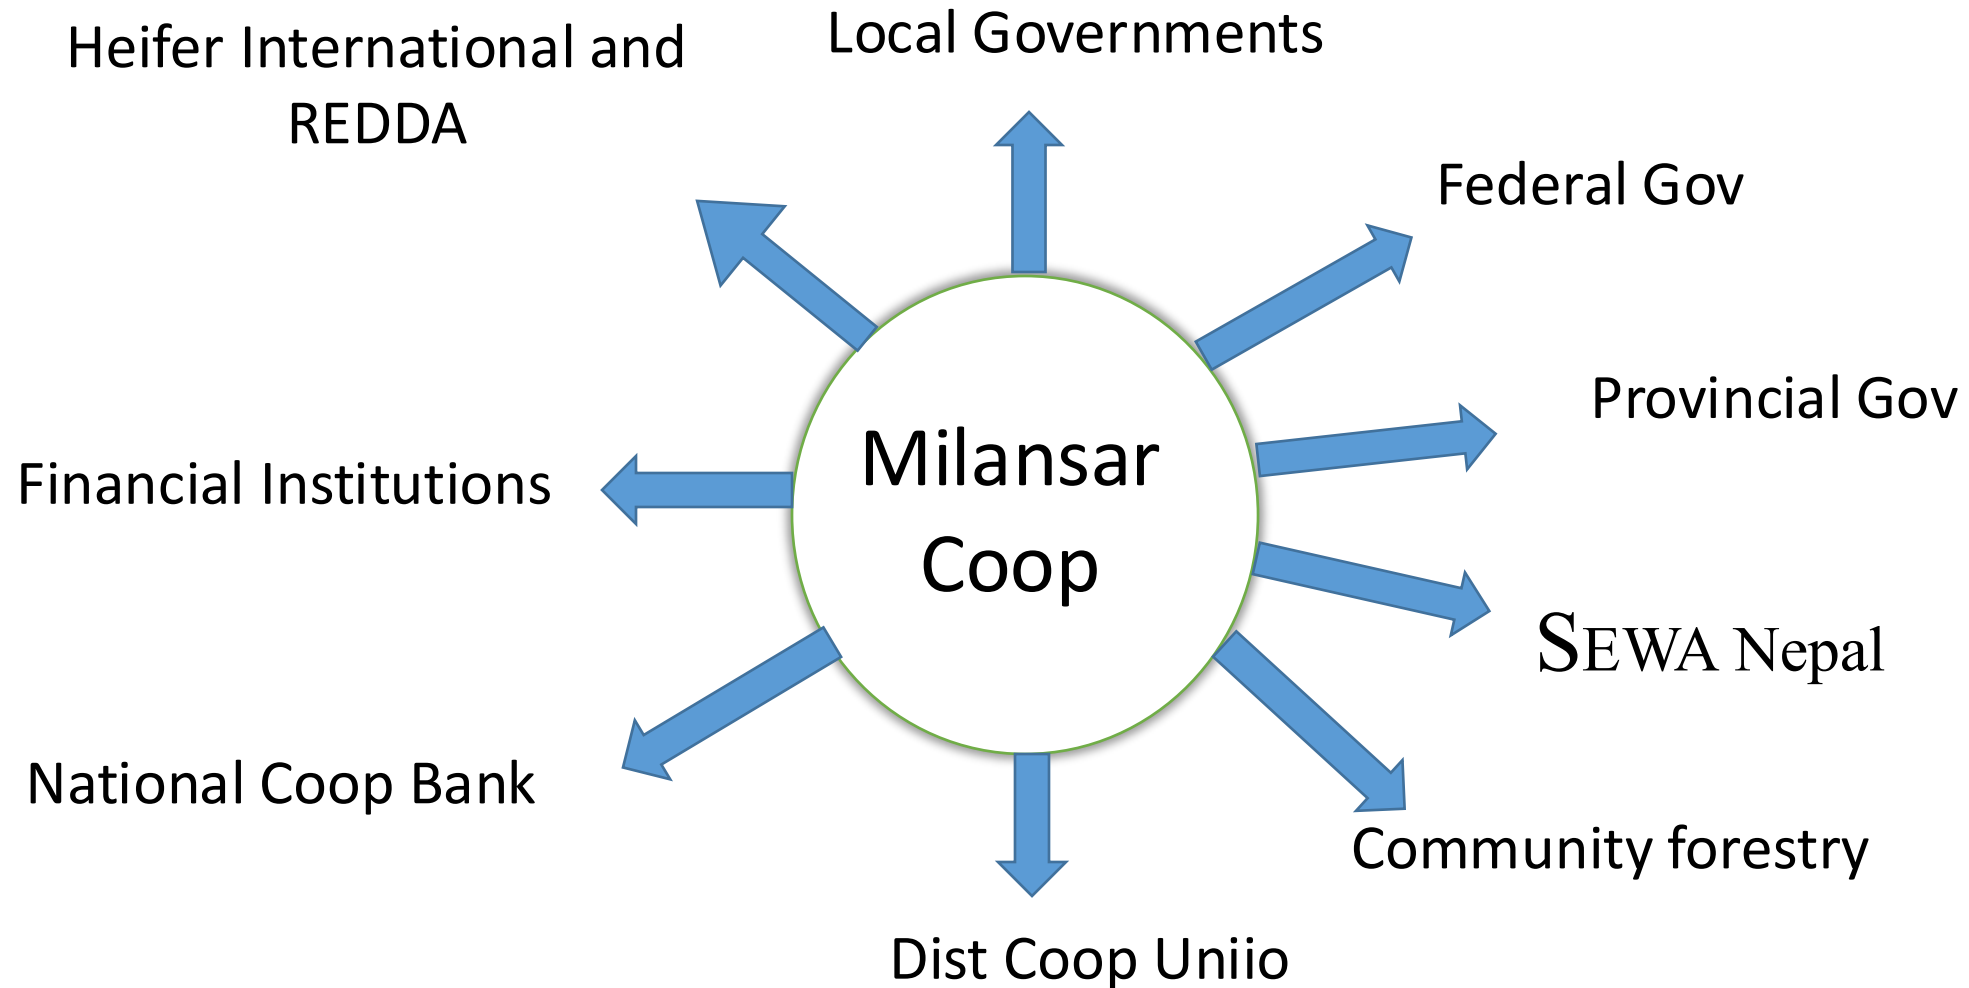 Heifer International and
REDDA
Local Governments
Federal Gov
Provincial Gov
Financial Institutions
Milansar
Coop
SEWA Nepal
National Coop Bank
Community forestry
Dist Coop Uniio